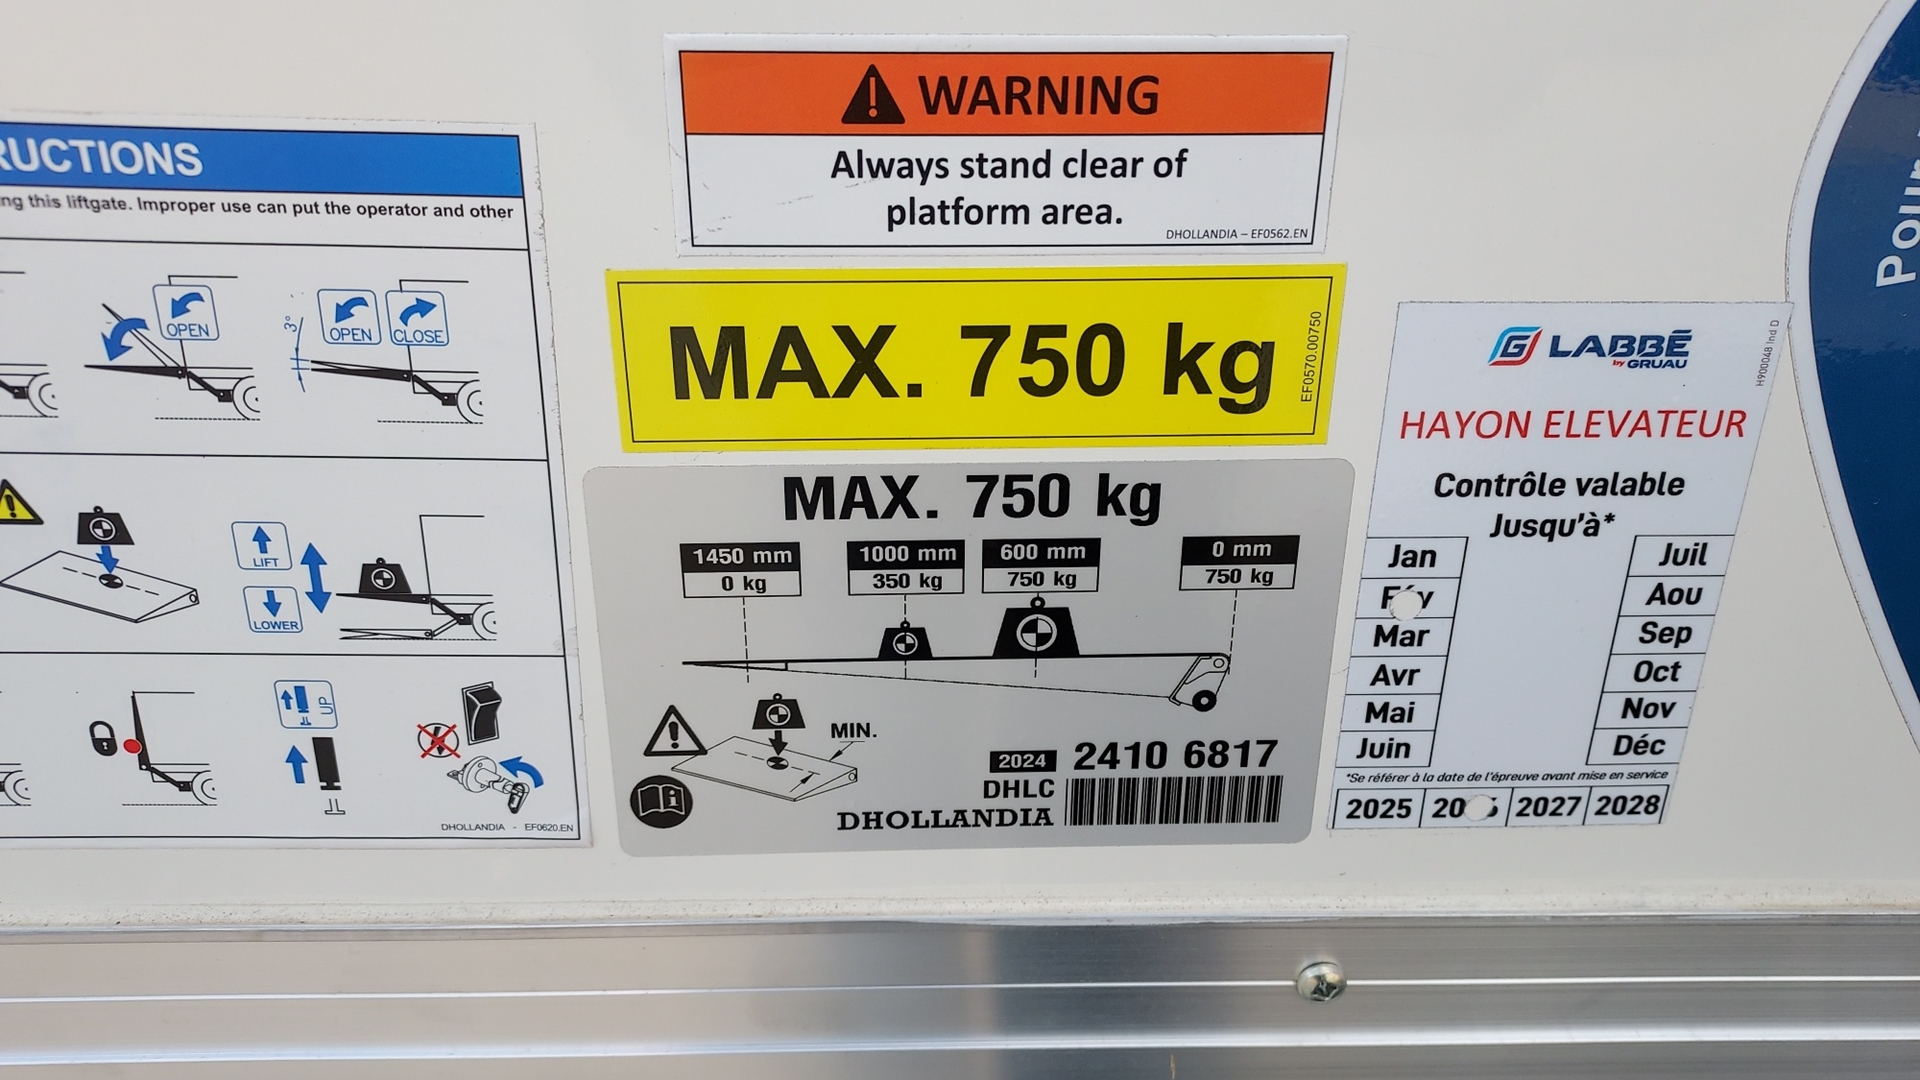 RUCTIONS
ng this liftgate. Improper use can put the operator and other
OPEN
3°
OPEN
CLOSE
LIFT
LOWER
UP
DHOLLANDIA - EF0620.EN
WARNING
Always stand clear of
platform area.
DHOLLANDIA – EF0562.EN
MAX. 750 kg
EF0570.00750
MAX. 750 kg
1450 mm 1000 mm 600 mm 0 mm
0 kg 350 kg 750 kg 750 kg
MIN.
2024 2410 6817
DHLC
DHOLLANDIA
LABBÉ
by GRUAU
H900048 Ind D
HAYON ELEVATEUR
Contrôle valable
Jusqu'à*
Jan Juil
Aou
Mar Sep
Avr Oct
Mai Nov
Juin Déc
*Se référer à la date de l'épreuve avant mise en service
2025 2027 2028
Pour